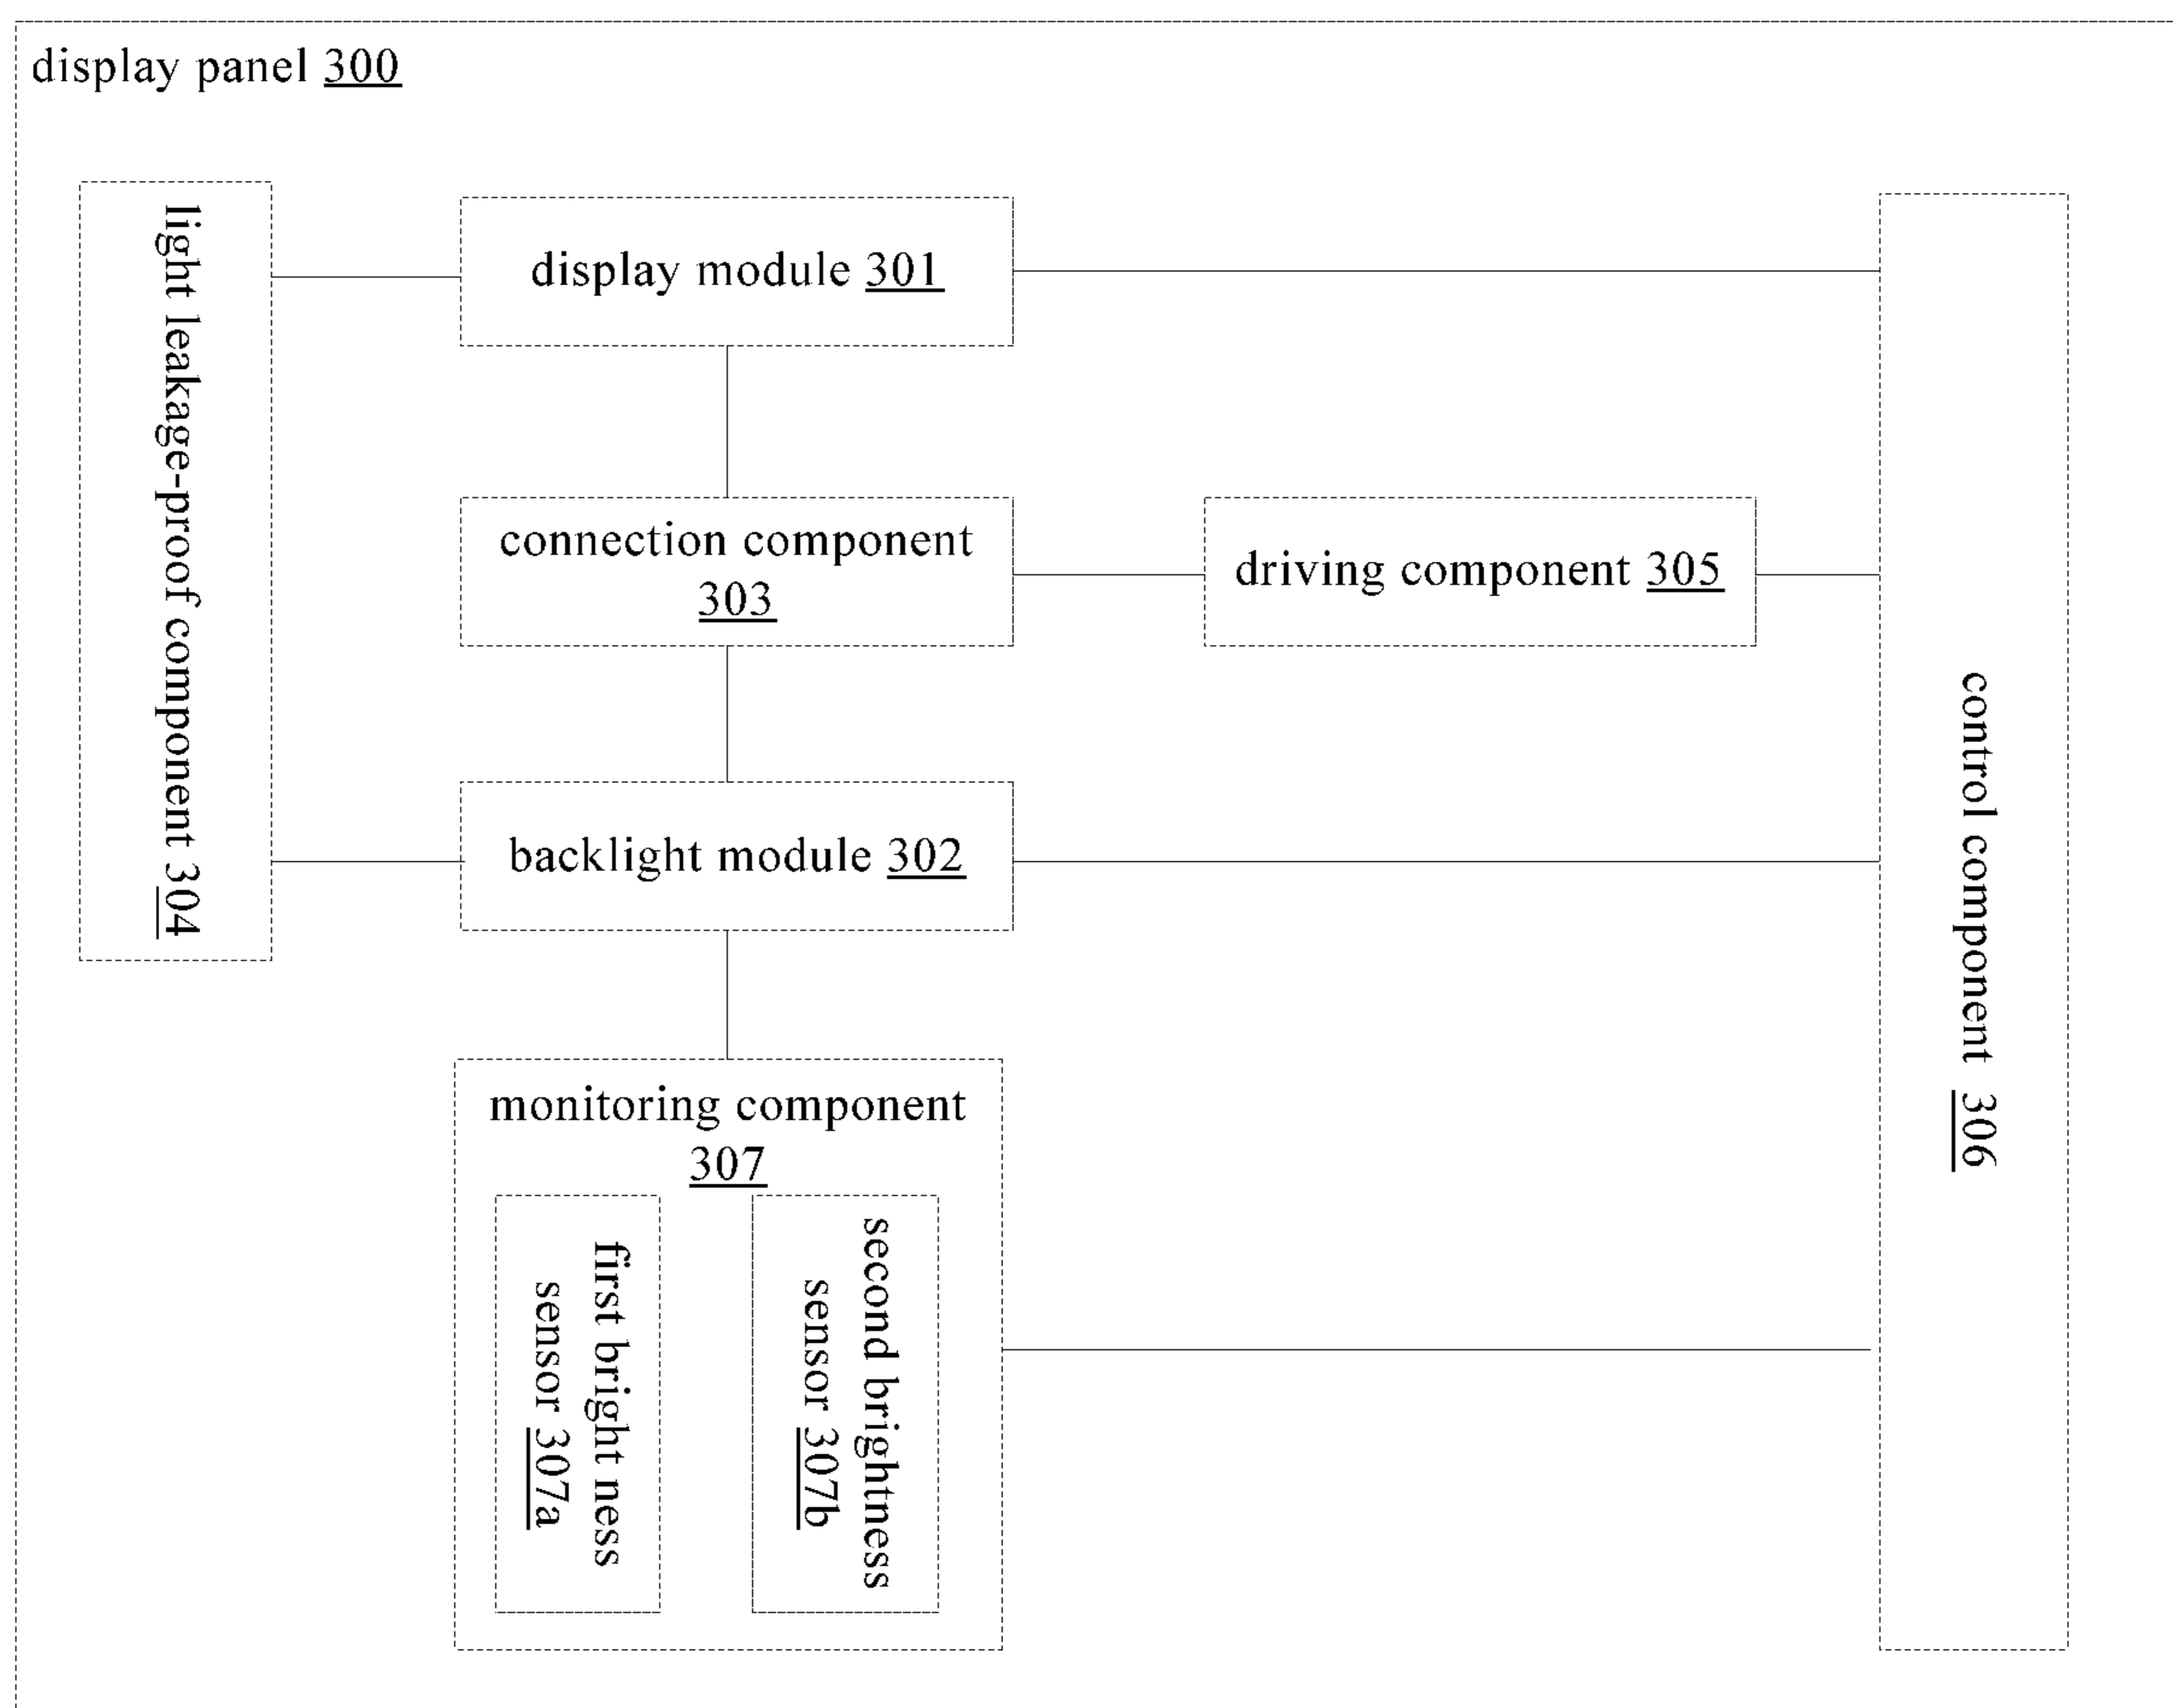 display panel 300
light leakage-proof component 304
display module 301
connection component
303
driving component 305
backlight module 302
control component 306
monitoring component
307
first bright ness
sensor 307a
second brightness
sensor 307b